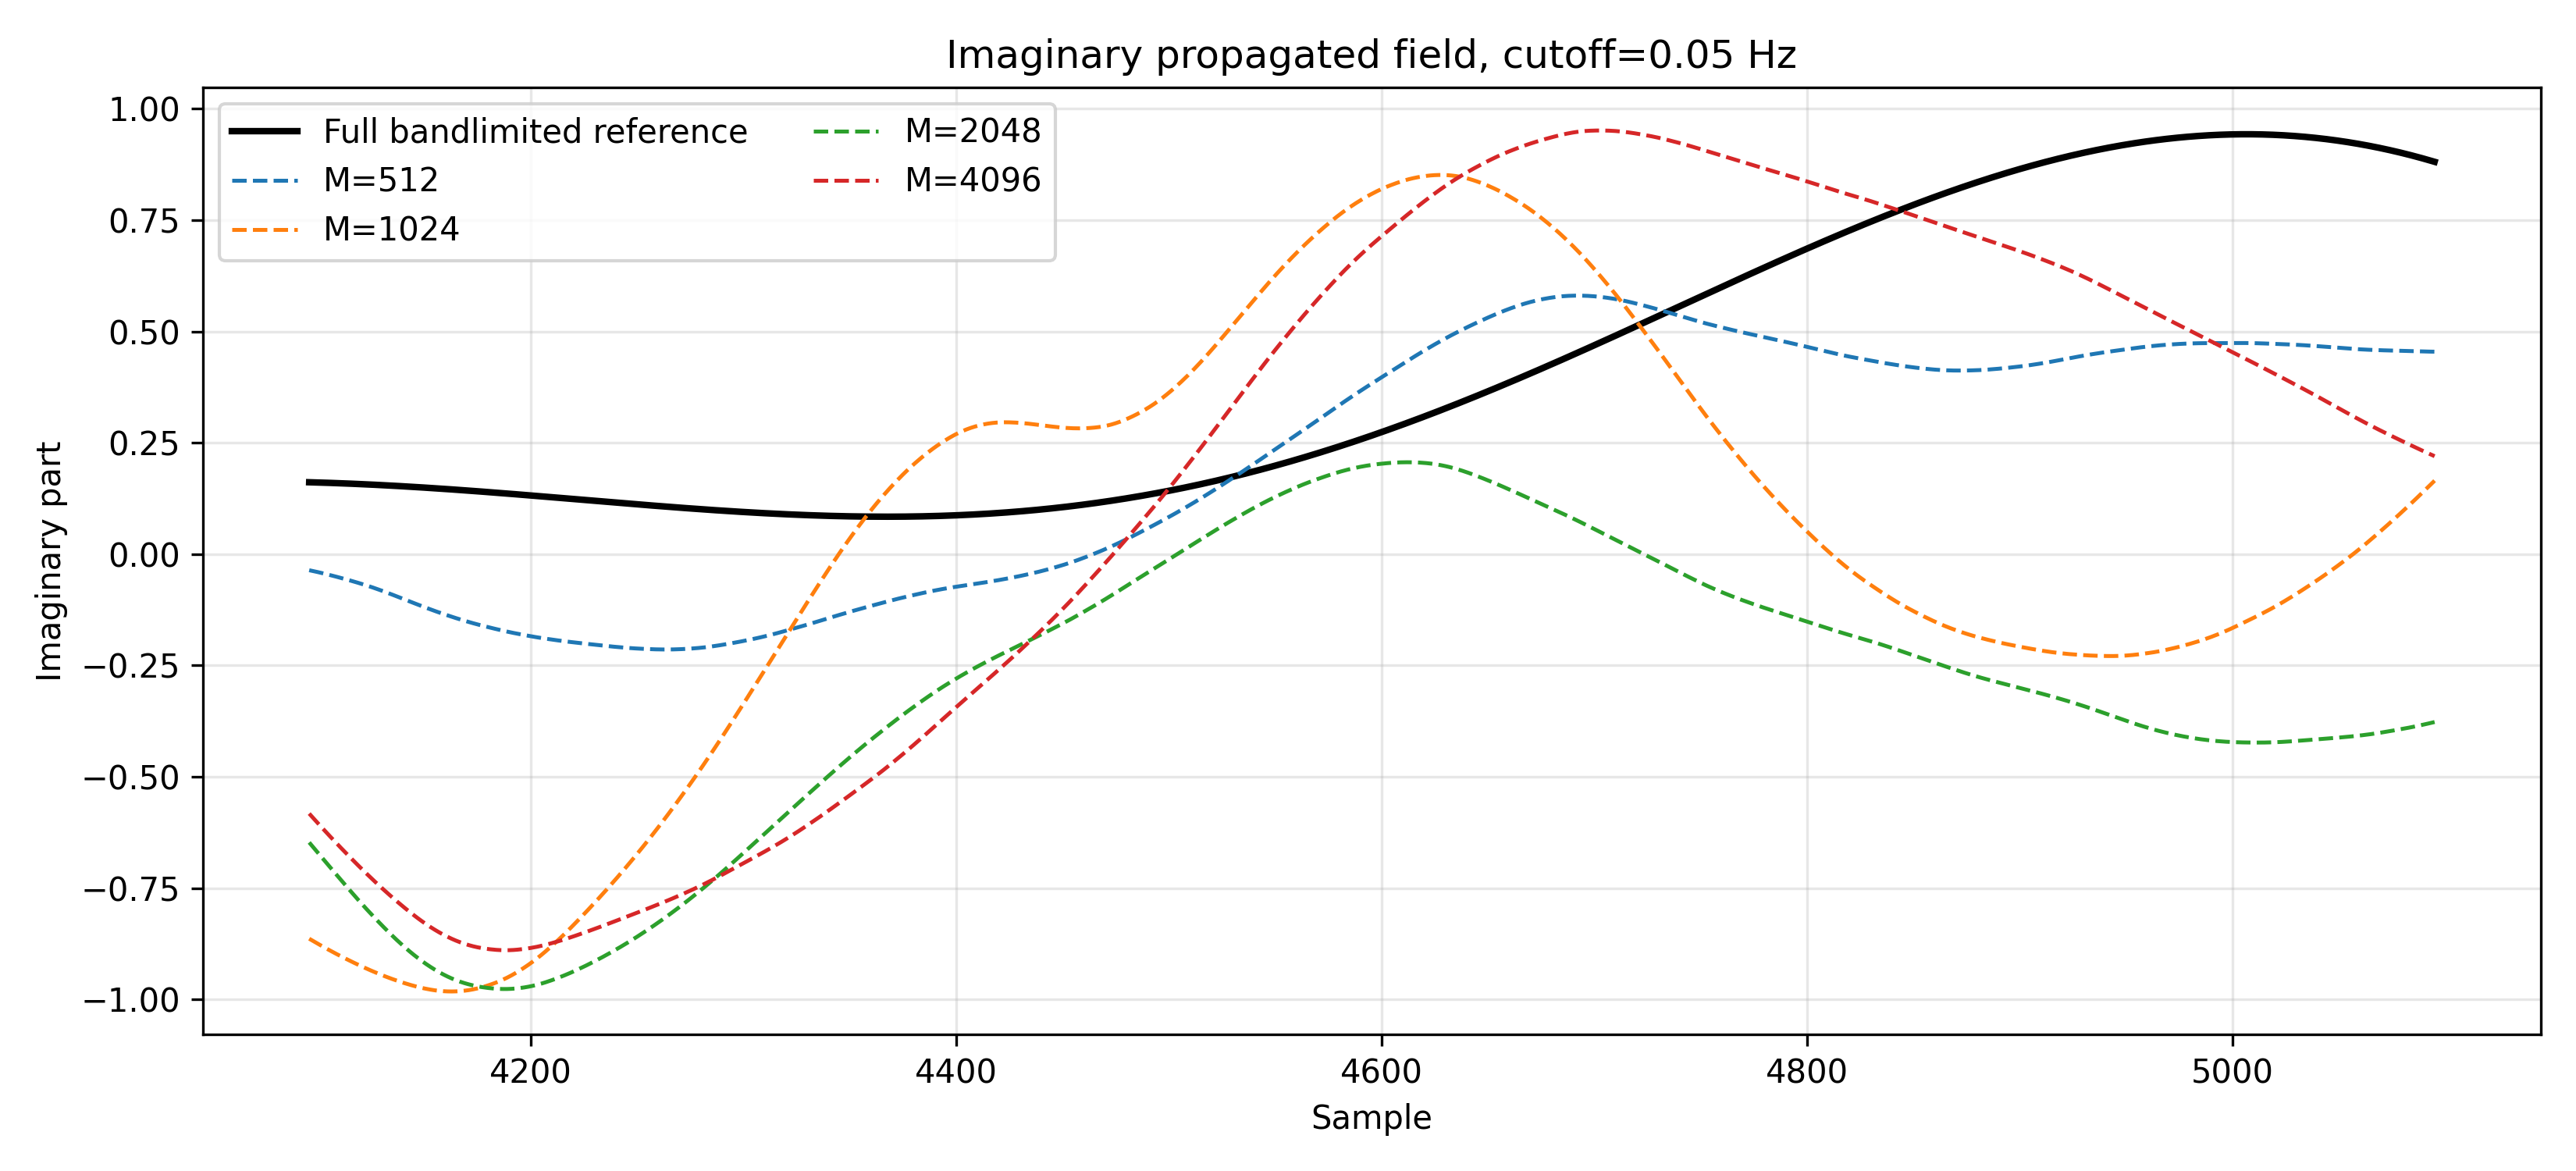 Imaginary propagated field, cutoff=0.05 Hz
Full bandlimited reference
M=512
M=1024
M=2048
M=4096
1.00
0.75
0.50
0.25
0.00
−0.25
−0.50
−0.75
−1.00
Imaginary part
4200 4400 4600 4800 5000
Sample